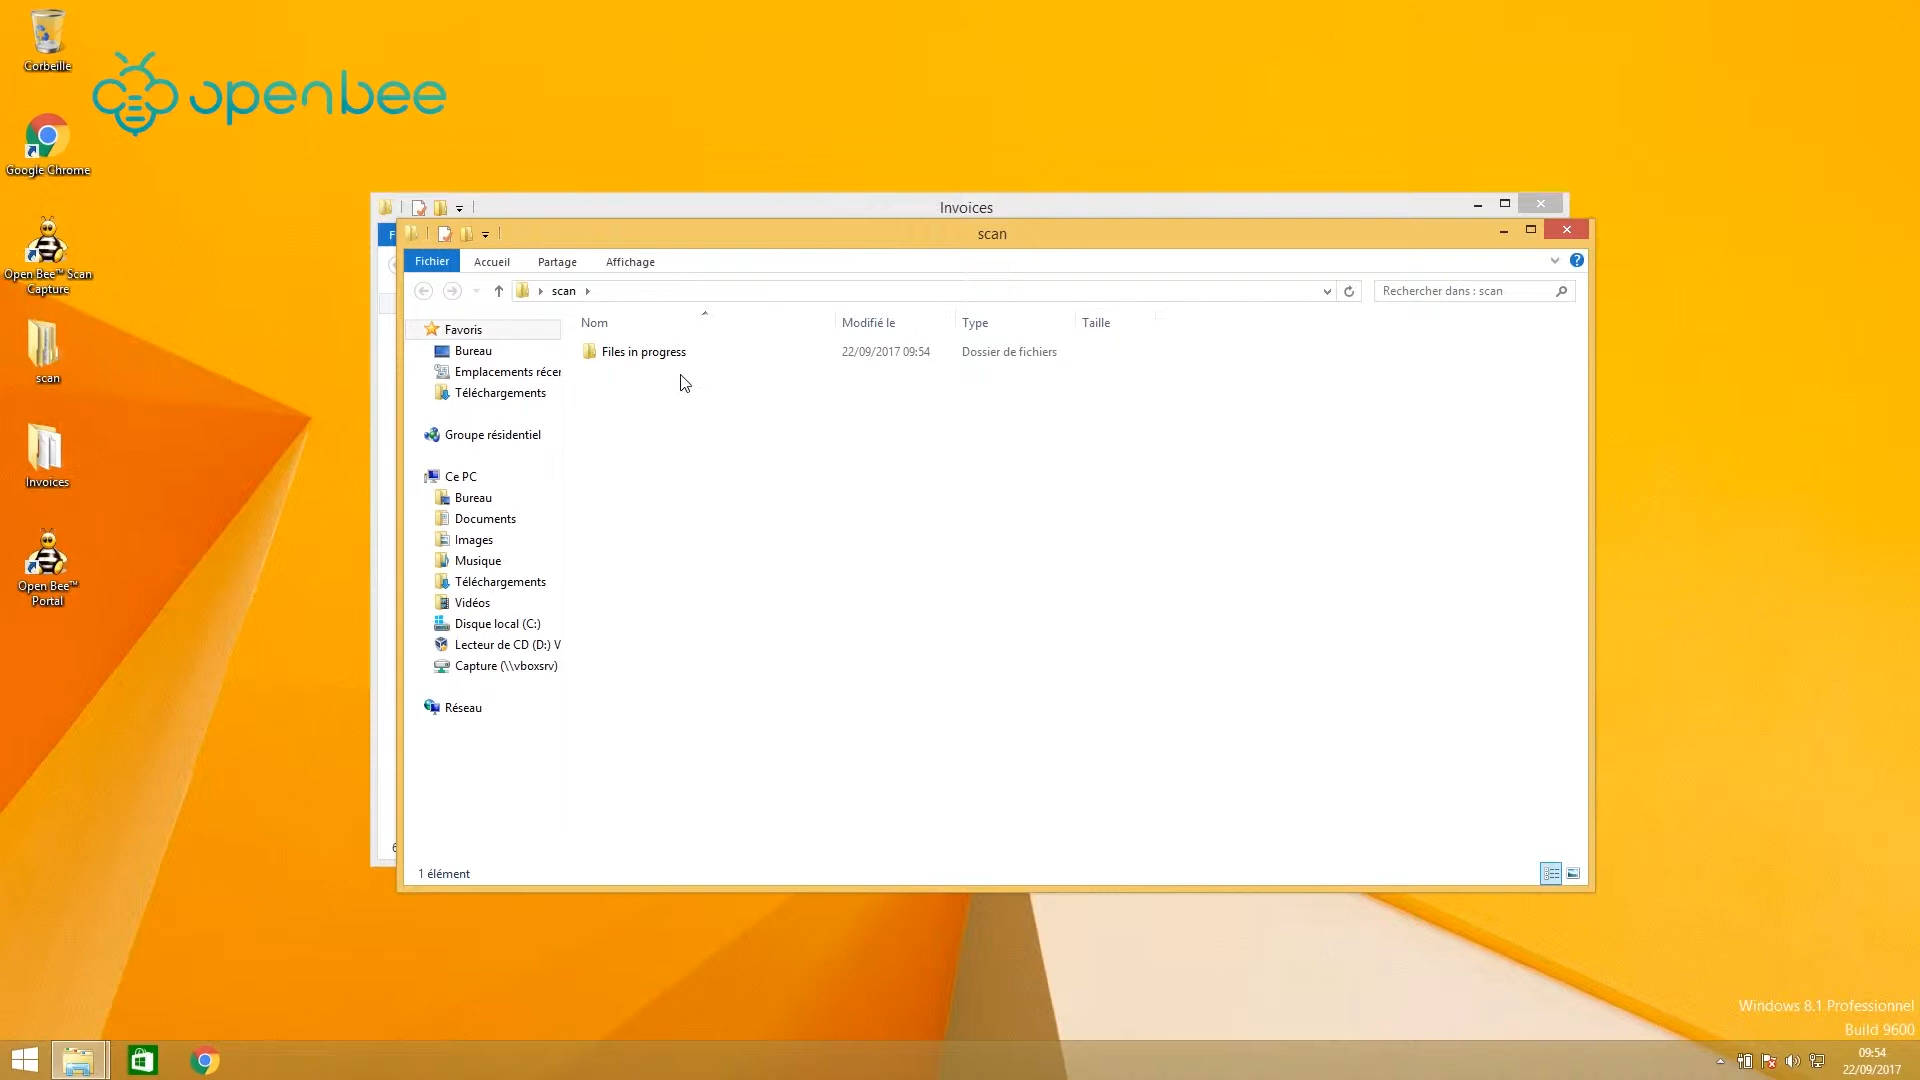 Corbeille
openbee
Google Chrome
Open Bee™ Scan
Capture
scan
Invoices
Open Bee™
Portal
Invoices
scan
Fichier
Accueil
Partage
Affichage
scan
Rechercher dans : scan
Nom
Modifié le
Type
Taille
Files in progress
22/09/2017 09:54
Dossier de fichiers
Favoris
Bureau
Emplacements récer
Téléchargements
Groupe résidentiel
Ce PC
Bureau
Documents
Images
Musique
Téléchargements
Vidéos
Disque local (C:)
Lecteur de CD (D:) V
Capture (\\vboxsrv)
Réseau
1 élément
Windows 8.1 Professionnel
Build 9600
09:54
22/09/2017